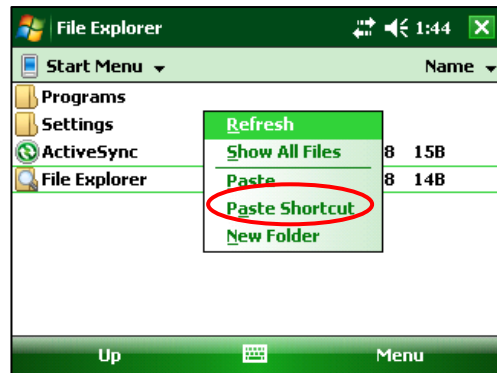 File Explorer 1:44
Start Menu Name
Programs
Settings
ActiveSync 8 15B
File Explorer 8 14B
Refresh
Show All Files
Paste
Paste Shortcut
New Folder
Up Menu